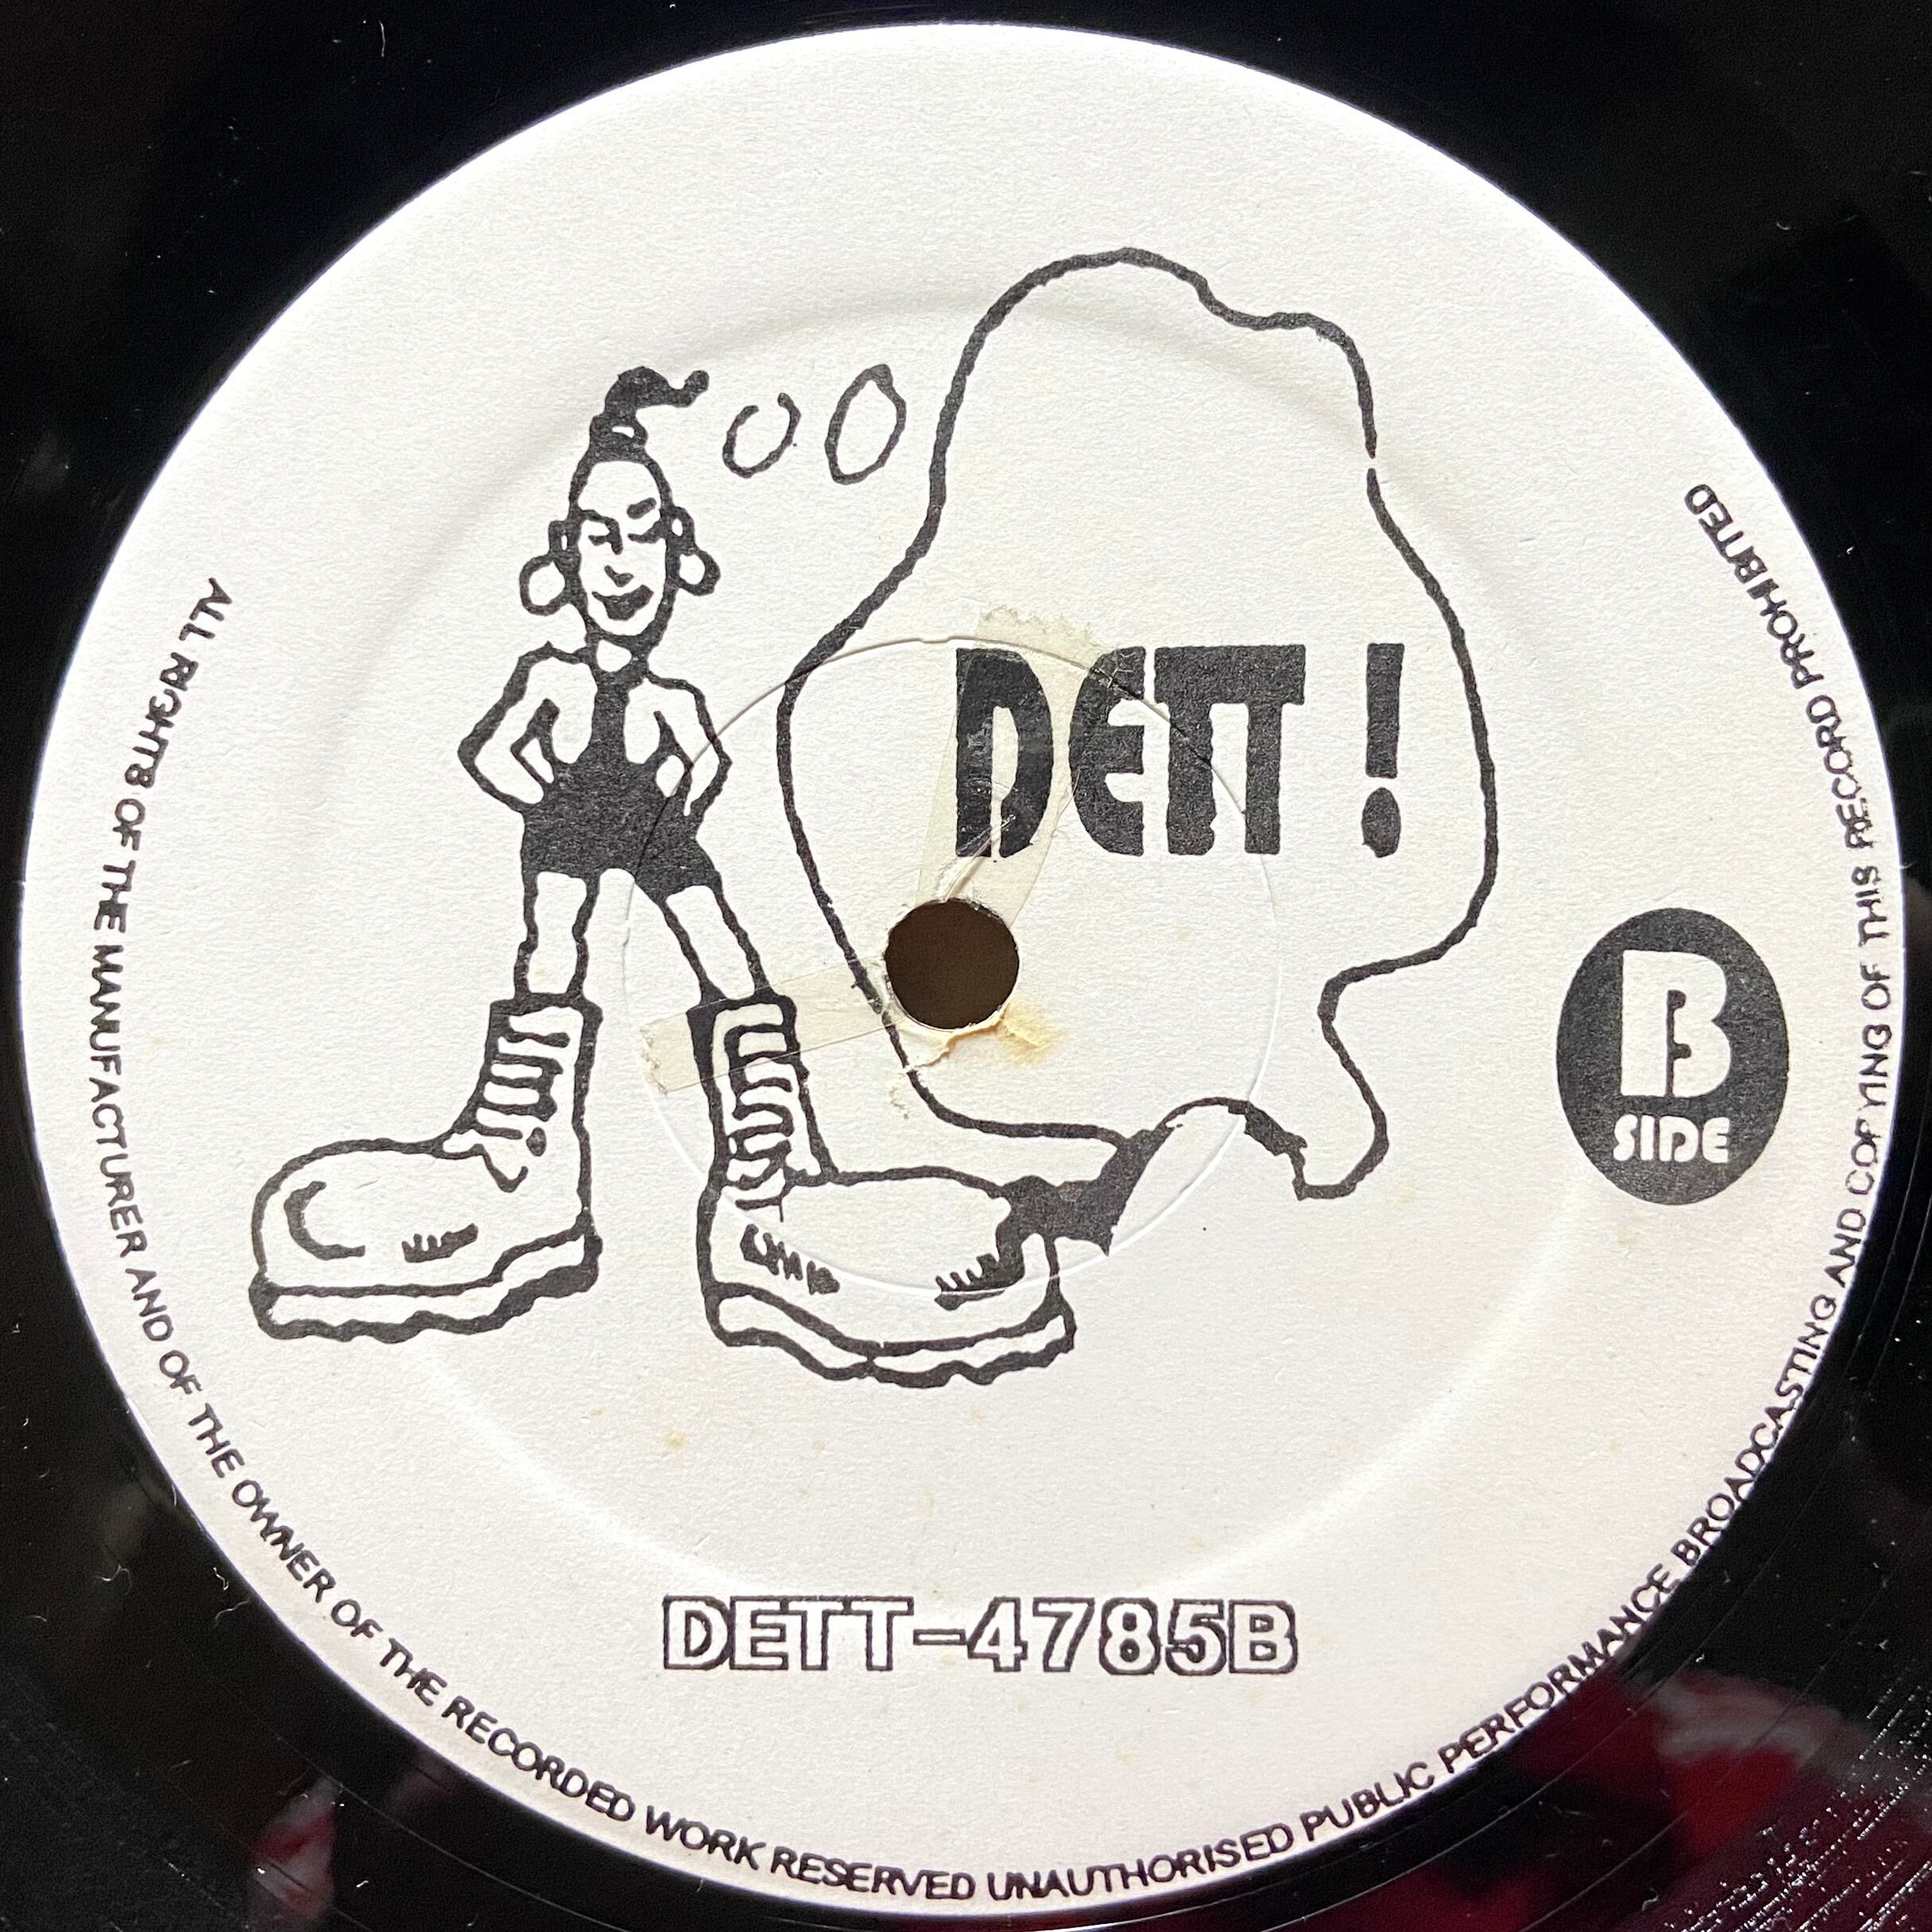 DETT !
B
SIDE
DETT-4785B
ALL RIGHTS OF THE MANUFACTURER AND OF THE OWNER OF THE RECORDED WORK RESERVED UNAUTHORISED PUBLIC PERFORMANCE BROADCASTING AND COPYING OF THIS RECORD PROHIBITED